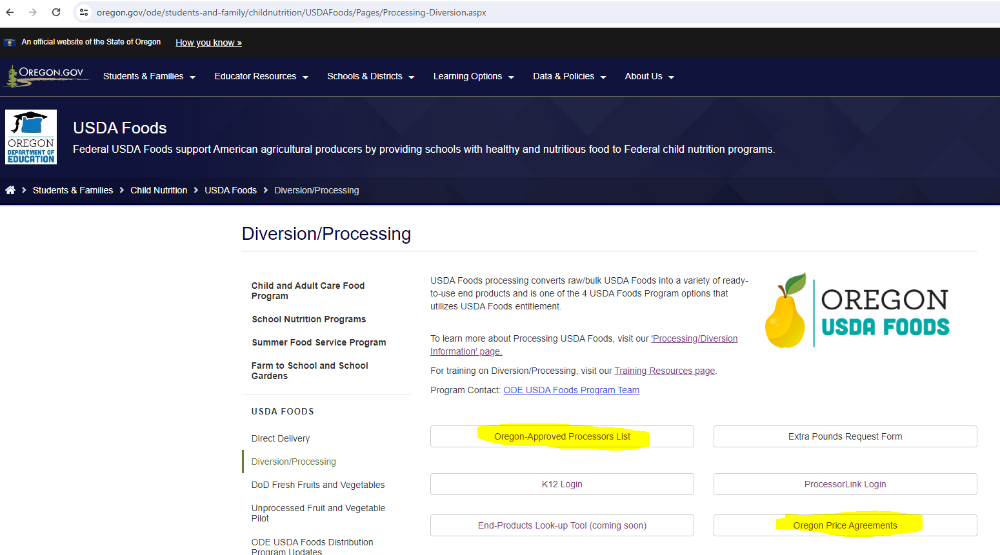 oregon.gov/ode/students-and-family/childnutrition/USDAFoods/Pages/Processing-Diversion.aspx
An official website of the State of Oregon How you know »
OREGON.GOV Students & Families Educator Resources Schools & Districts Learning Options Data & Policies About Us
OREGON
DEPARTMENT OF
EDUCATION
USDA Foods
Federal USDA Foods support American agricultural producers by providing schools with healthy and nutritious food to Federal child nutrition programs.
Students & Families Child Nutrition USDA Foods Diversion/Processing
Diversion/Processing
Child and Adult Care Food
Program
School Nutrition Programs
Summer Food Service Program
Farm to School and School
Gardens
USDA FOODS
Direct Delivery
Diversion/Processing
DoD Fresh Fruits and Vegetables
Unprocessed Fruit and Vegetable
Pilot
ODE USDA Foods Distribution
Program Updates
USDA Foods processing converts raw/bulk USDA Foods into a variety of ready-
to-use end products and is one of the 4 USDA Foods Program options that
utilizes USDA Foods entitlement.
To learn more about Processing USDA Foods, visit our 'Processing/Diversion
Information' page.
For training on Diversion/Processing, visit our Training Resources page.
Program Contact: ODE USDA Foods Program Team
OREGON
USDA FOODS
Oregon-Approved Processors List
Extra Pounds Request Form
K12 Login
ProcessorLink Login
End-Products Look-up Tool (coming soon)
Oregon Price Agreements